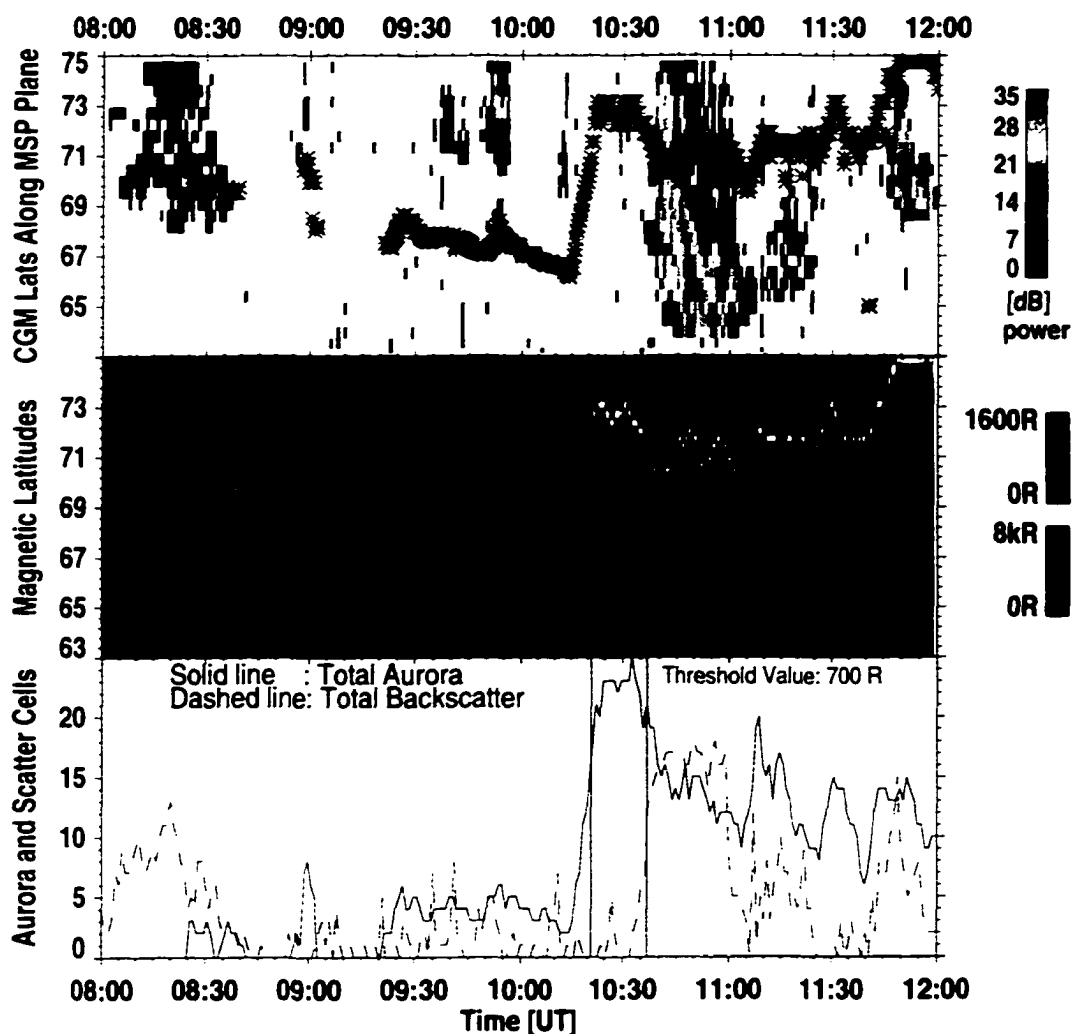 08:00 08:30 09:00 09:30 10:00 10:30 11:00 11:30 12:00
CGM Lats Along MSP Plane
75
73
71
69
67
65
35
28
21
14
7
0
[dB]
power
Magnetic Latitudes
73
71
69
67
65
63
1600R
0R
8kR
0R
Aurora and Scatter Cells
20
15
10
5
0
Solid line : Total Aurora
Dashed line: Total Backscatter
Threshold Value: 700 R
08:00 08:30 09:00 09:30 10:00 10:30 11:00 11:30 12:00
Time [UT]